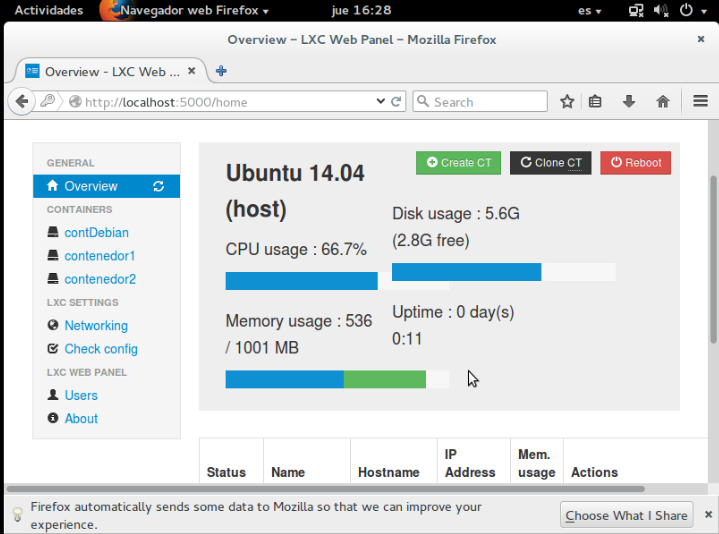 Actividades
Navegador web Firefox
jue 16:28
es
Overview – LXC Web Panel – Mozilla Firefox
Overview - LXC Web ...
http://localhost:5000/home
Search
GENERAL
Overview
CONTAINERS
contDebian
contenedor1
contenedor2
LXC SETTINGS
Networking
Check config
LXC WEB PANEL
Users
About
Ubuntu 14.04
(host)
Create CT
Clone CT
Reboot
CPU usage : 66.7%
Disk usage : 5.6G
(2.8G free)
Memory usage : 536
/ 1001 MB
Uptime : 0 day(s)
0:11
Status
Name
Hostname
IP
Address
Mem.
usage
Actions
Firefox automatically sends some data to Mozilla so that we can improve your
experience.
Choose What I Share